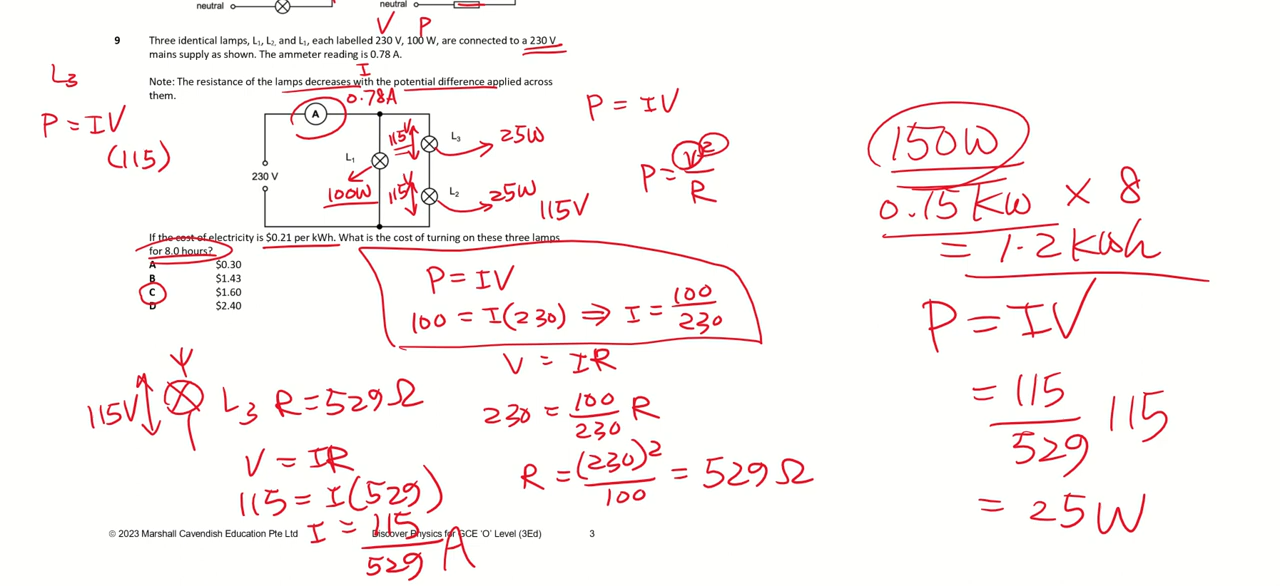 neutral
neutral
V P
9 Three identical lamps, L₁, L₂, and L₁, each labelled 230 V, 100 W, are connected to a 230 V
mains supply as shown. The ammeter reading is 0.78 A.
I
Note: The resistance of the lamps decreases with the potential difference applied across
them.
L3
P = IV
(115)
0.78A
A
115V
L₃
25W
L₁
230 V
100W
115V
L₂
25W
115V
P = IV
P = V²/R
150W
0.15 kW × 8
= 1.2 kWh
If the cost of electricity is $0.21 per kWh. What is the cost of turning on these three lamps
for 8.0 hours?
A $0.30
B $1.43
C $1.60
D $2.40
P = IV
100 = I(230) ⇒ I = 100/230
V = IR
230 = 100/230 R
R = (230)²/100 = 529Ω
115V L3 R = 529Ω
V = IR
115 = I(529)
I = 115/529 A
P = IV
= 115/529 115
= 25W
© 2023 Marshall Cavendish Education Pte Ltd Discover Physics for GCE 'O' Level (3Ed) 3